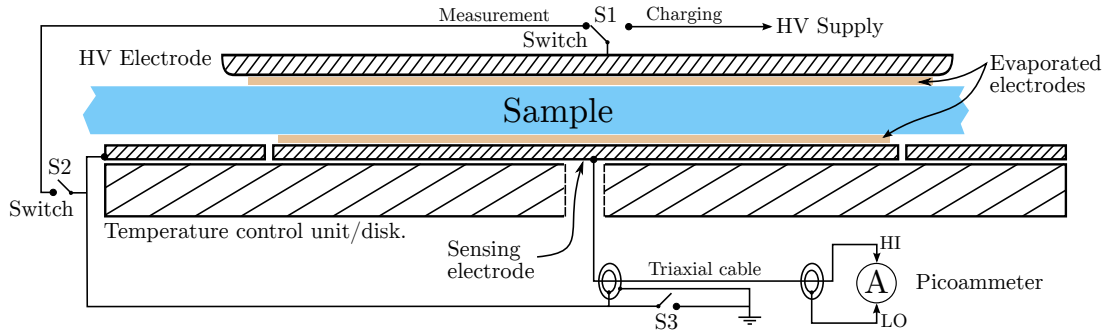 Measurement
S1
Charging
HV Supply
Switch
HV Electrode
Evaporated
electrodes
Sample
S2
Switch
Temperature control unit/disk.
Sensing
electrode
Triaxial cable
HI
A
Picoammeter
LO
S3